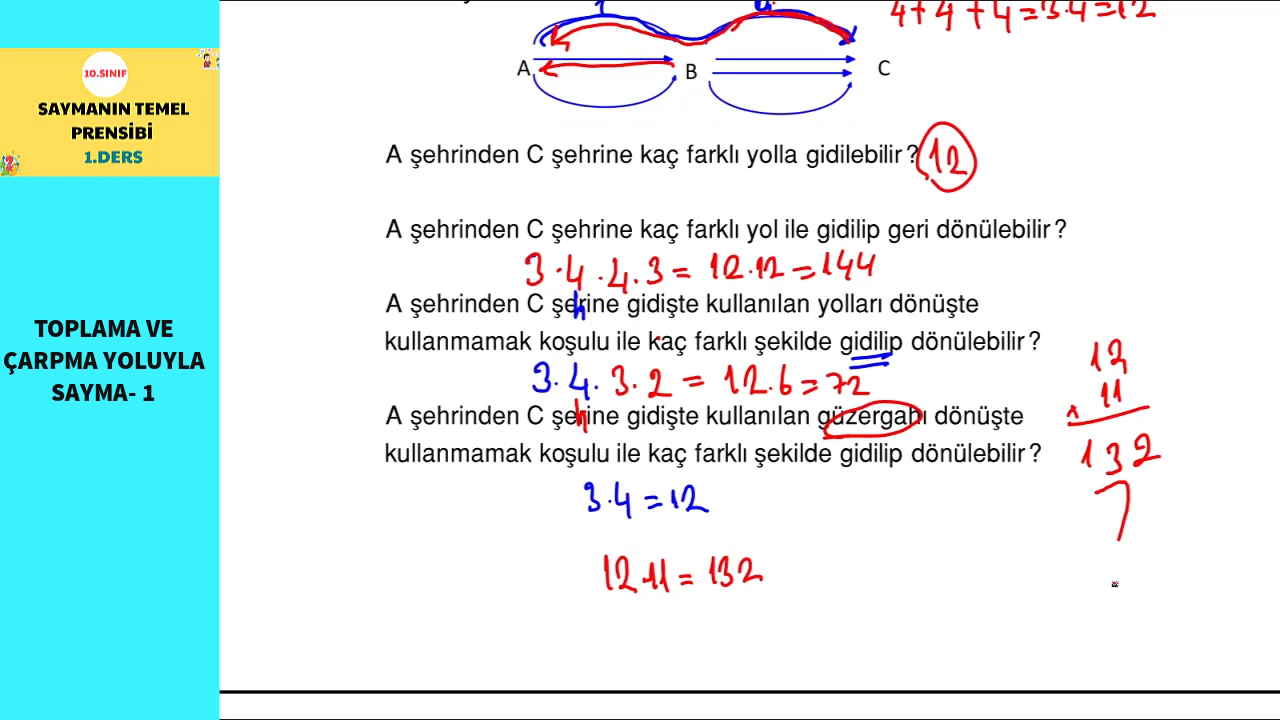 4+4+4=3.4=12
10.SINIF
SAYMANIN TEMEL
PRENSİBİ
1.DERS
A
B
C
A şehrinden C şehrine kaç farklı yolla gidilebilir? 12
A şehrinden C şehrine kaç farklı yol ile gidilip geri dönülebilir?
3.4.4.3=12.12=144
A şehrinden C şehrine gidişte kullanılan yolları dönüşte
kullanmamak koşulu ile kaç farklı şekilde gidilip dönülebilir?
3.4.3.2=12.6=72
TOPLAMA VE
ÇARPMA YOLUYLA
SAYMA- 1
A şehrinden C şehrine gidişte kullanılan güzergahı dönüşte
kullanmamak koşulu ile kaç farklı şekilde gidilip dönülebilir?
12
x 11
132
3.4=12
12.11=132